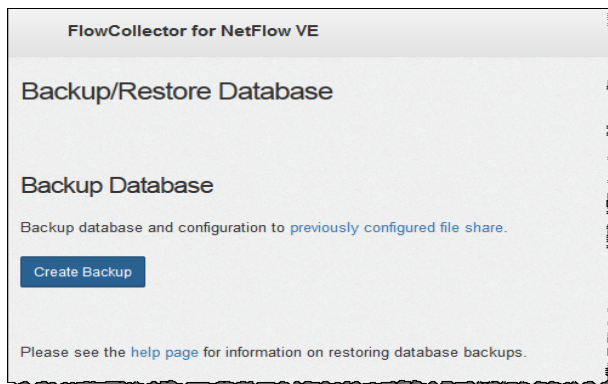 FlowCollector for NetFlow VE
Backup/Restore Database
Backup Database
Backup database and configuration to previously configured file share.
Create Backup
Please see the help page for information on restoring database backups.